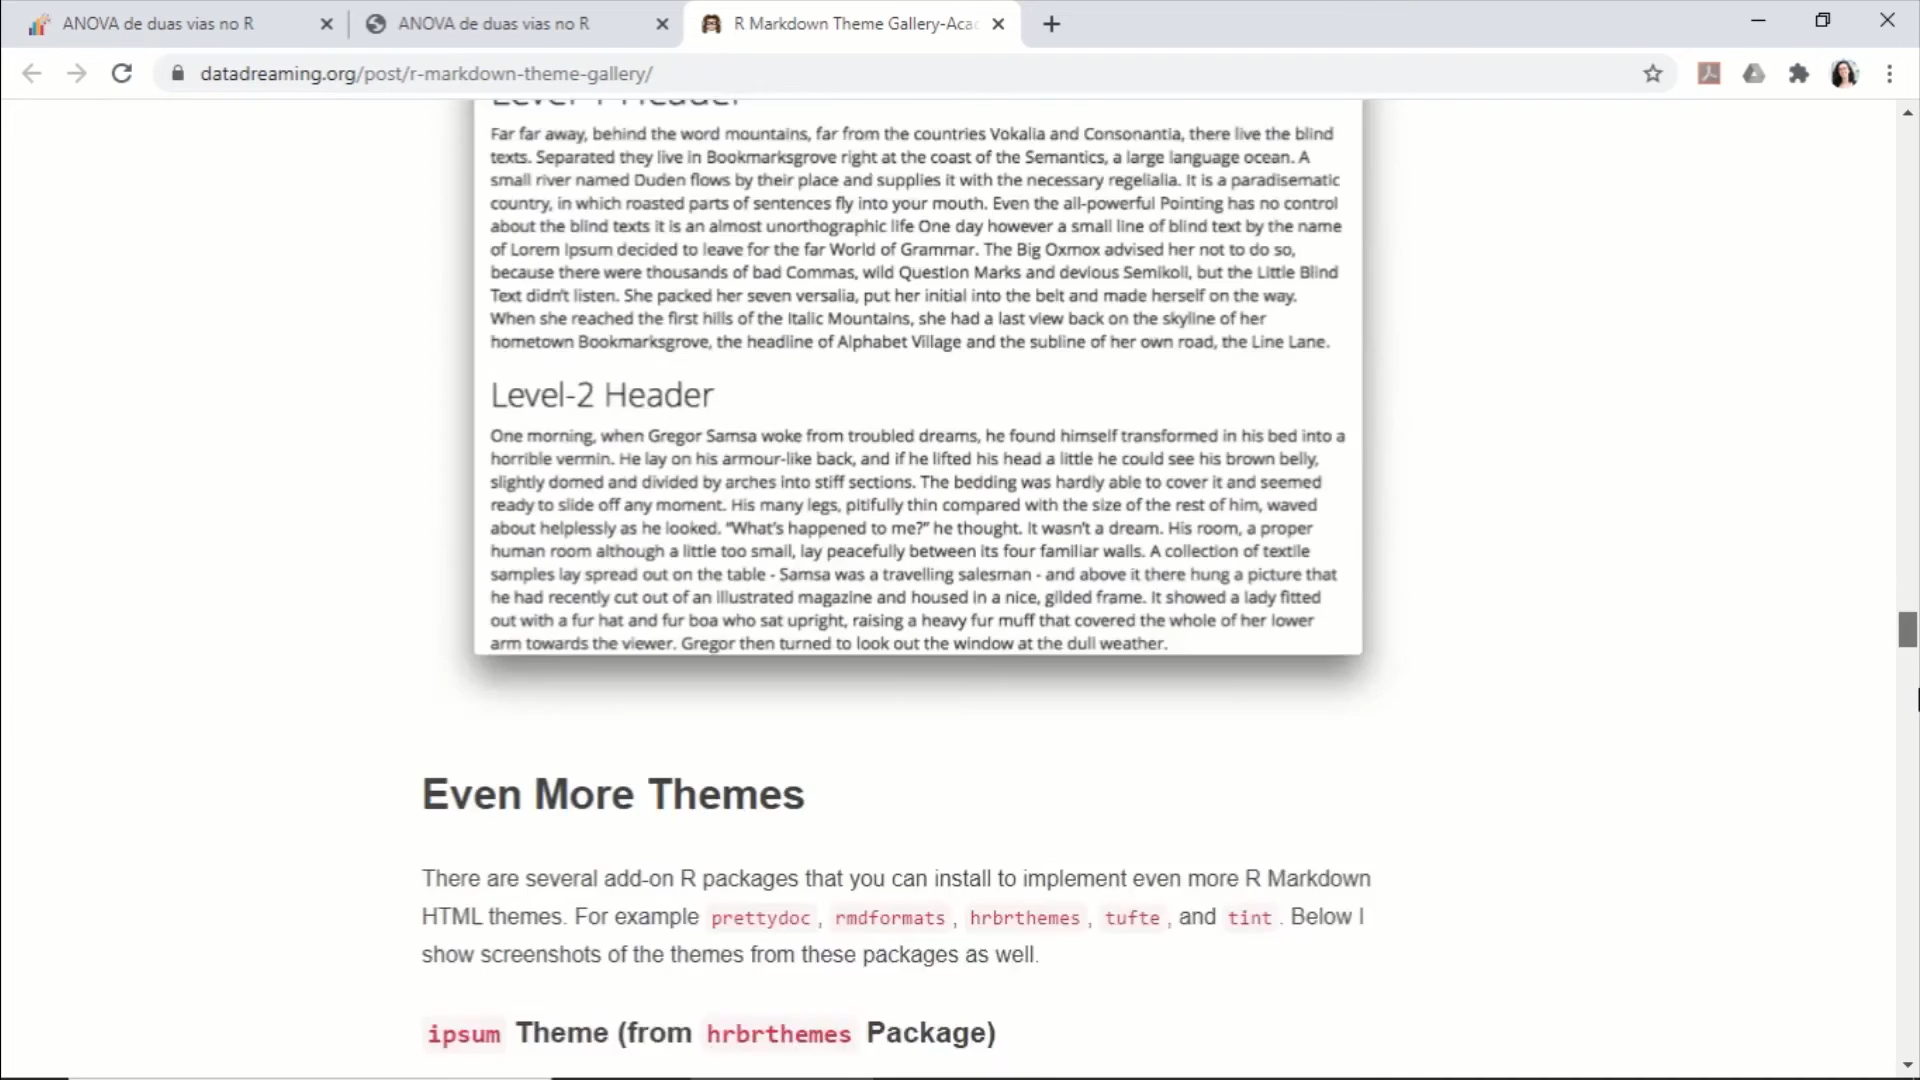 ANOVA de duas vias no R
ANOVA de duas vias no R
R Markdown Theme Gallery-Aca
datadreaming.org/post/r-markdown-theme-gallery/
Level-1 Header
Far far away, behind the word mountains, far from the countries Vokalia and Consonantia, there live the blind
texts. Separated they live in Bookmarksgrove right at the coast of the Semantics, a large language ocean. A
small river named Duden flows by their place and supplies it with the necessary regelialia. It is a paradisematic
country, in which roasted parts of sentences fly into your mouth. Even the all-powerful Pointing has no control
about the blind texts it is an almost unorthographic life One day however a small line of blind text by the name
of Lorem Ipsum decided to leave for the far World of Grammar. The Big Oxmox advised her not to do so,
because there were thousands of bad Commas, wild Question Marks and devious Semikoli, but the Little Blind
Text didn't listen. She packed her seven versalia, put her initial into the belt and made herself on the way.
When she reached the first hills of the Italic Mountains, she had a last view back on the skyline of her
hometown Bookmarksgrove, the headline of Alphabet Village and the subline of her own road, the Line Lane.
Level-2 Header
One morning, when Gregor Samsa woke from troubled dreams, he found himself transformed in his bed into a
horrible vermin. He lay on his armour-like back, and if he lifted his head a little he could see his brown belly,
slightly domed and divided by arches into stiff sections. The bedding was hardly able to cover it and seemed
ready to slide off any moment. His many legs, pitifully thin compared with the size of the rest of him, waved
about helplessly as he looked. “What's happened to me?” he thought. It wasn't a dream. His room, a proper
human room although a little too small, lay peacefully between its four familiar walls. A collection of textile
samples lay spread out on the table - Samsa was a travelling salesman - and above it there hung a picture that
he had recently cut out of an illustrated magazine and housed in a nice, gilded frame. It showed a lady fitted
out with a fur hat and fur boa who sat upright, raising a heavy fur muff that covered the whole of her lower
arm towards the viewer. Gregor then turned to look out the window at the dull weather.
Even More Themes
There are several add-on R packages that you can install to implement even more R Markdown
HTML themes. For example prettydoc, rmdformats, hrbrthemes, tufte, and tint. Below I
show screenshots of the themes from these packages as well.
ipsum Theme (from hrbrthemes Package)